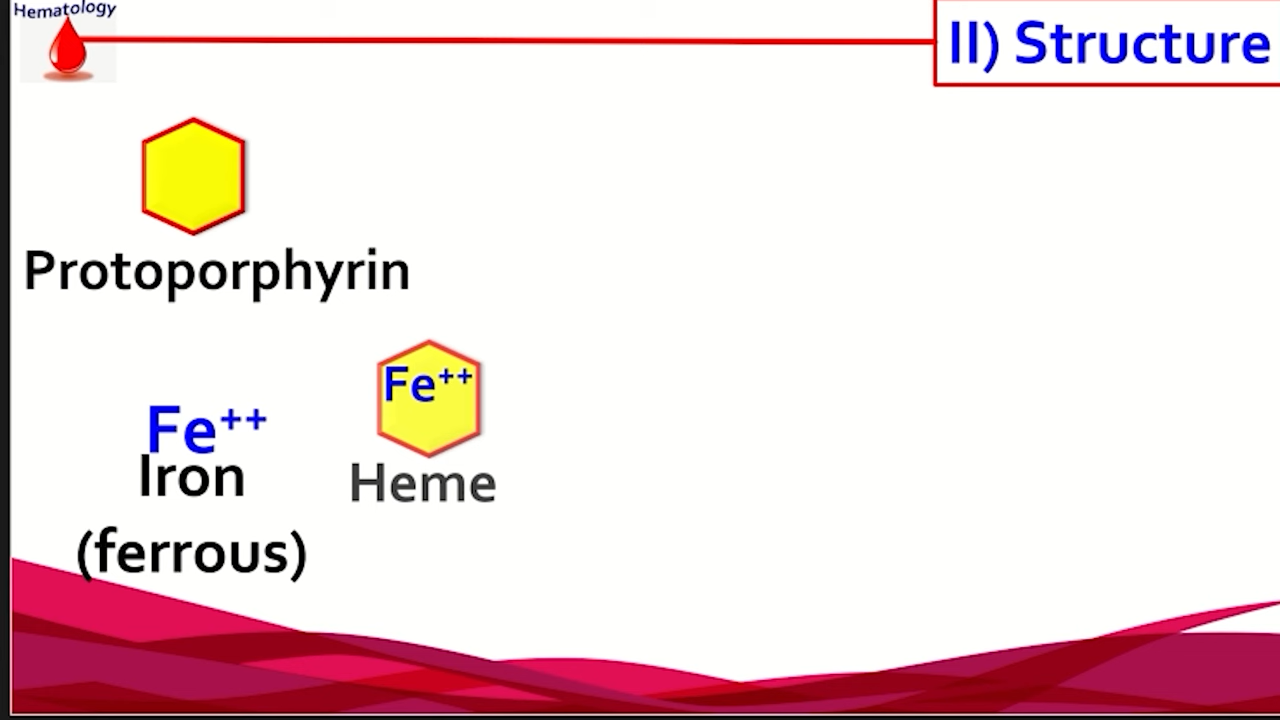 Hematology
II) Structure
Protoporphyrin
Fe++
Fe++
Iron
Heme
(ferrous)